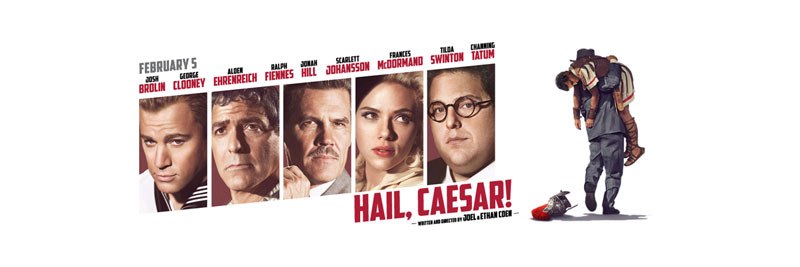 FEBRUARY 5
JOSH BROLIN
GEORGE CLOONEY
ALDEN EHRENREICH
RALPH FIENNES
JONAH HILL
SCARLETT JOHANSSON
FRANCES McDORMAND
TILDA SWINTON
CHANNING TATUM
HAIL, CAESAR!
WRITTEN AND DIRECTED BY JOEL & ETHAN COEN